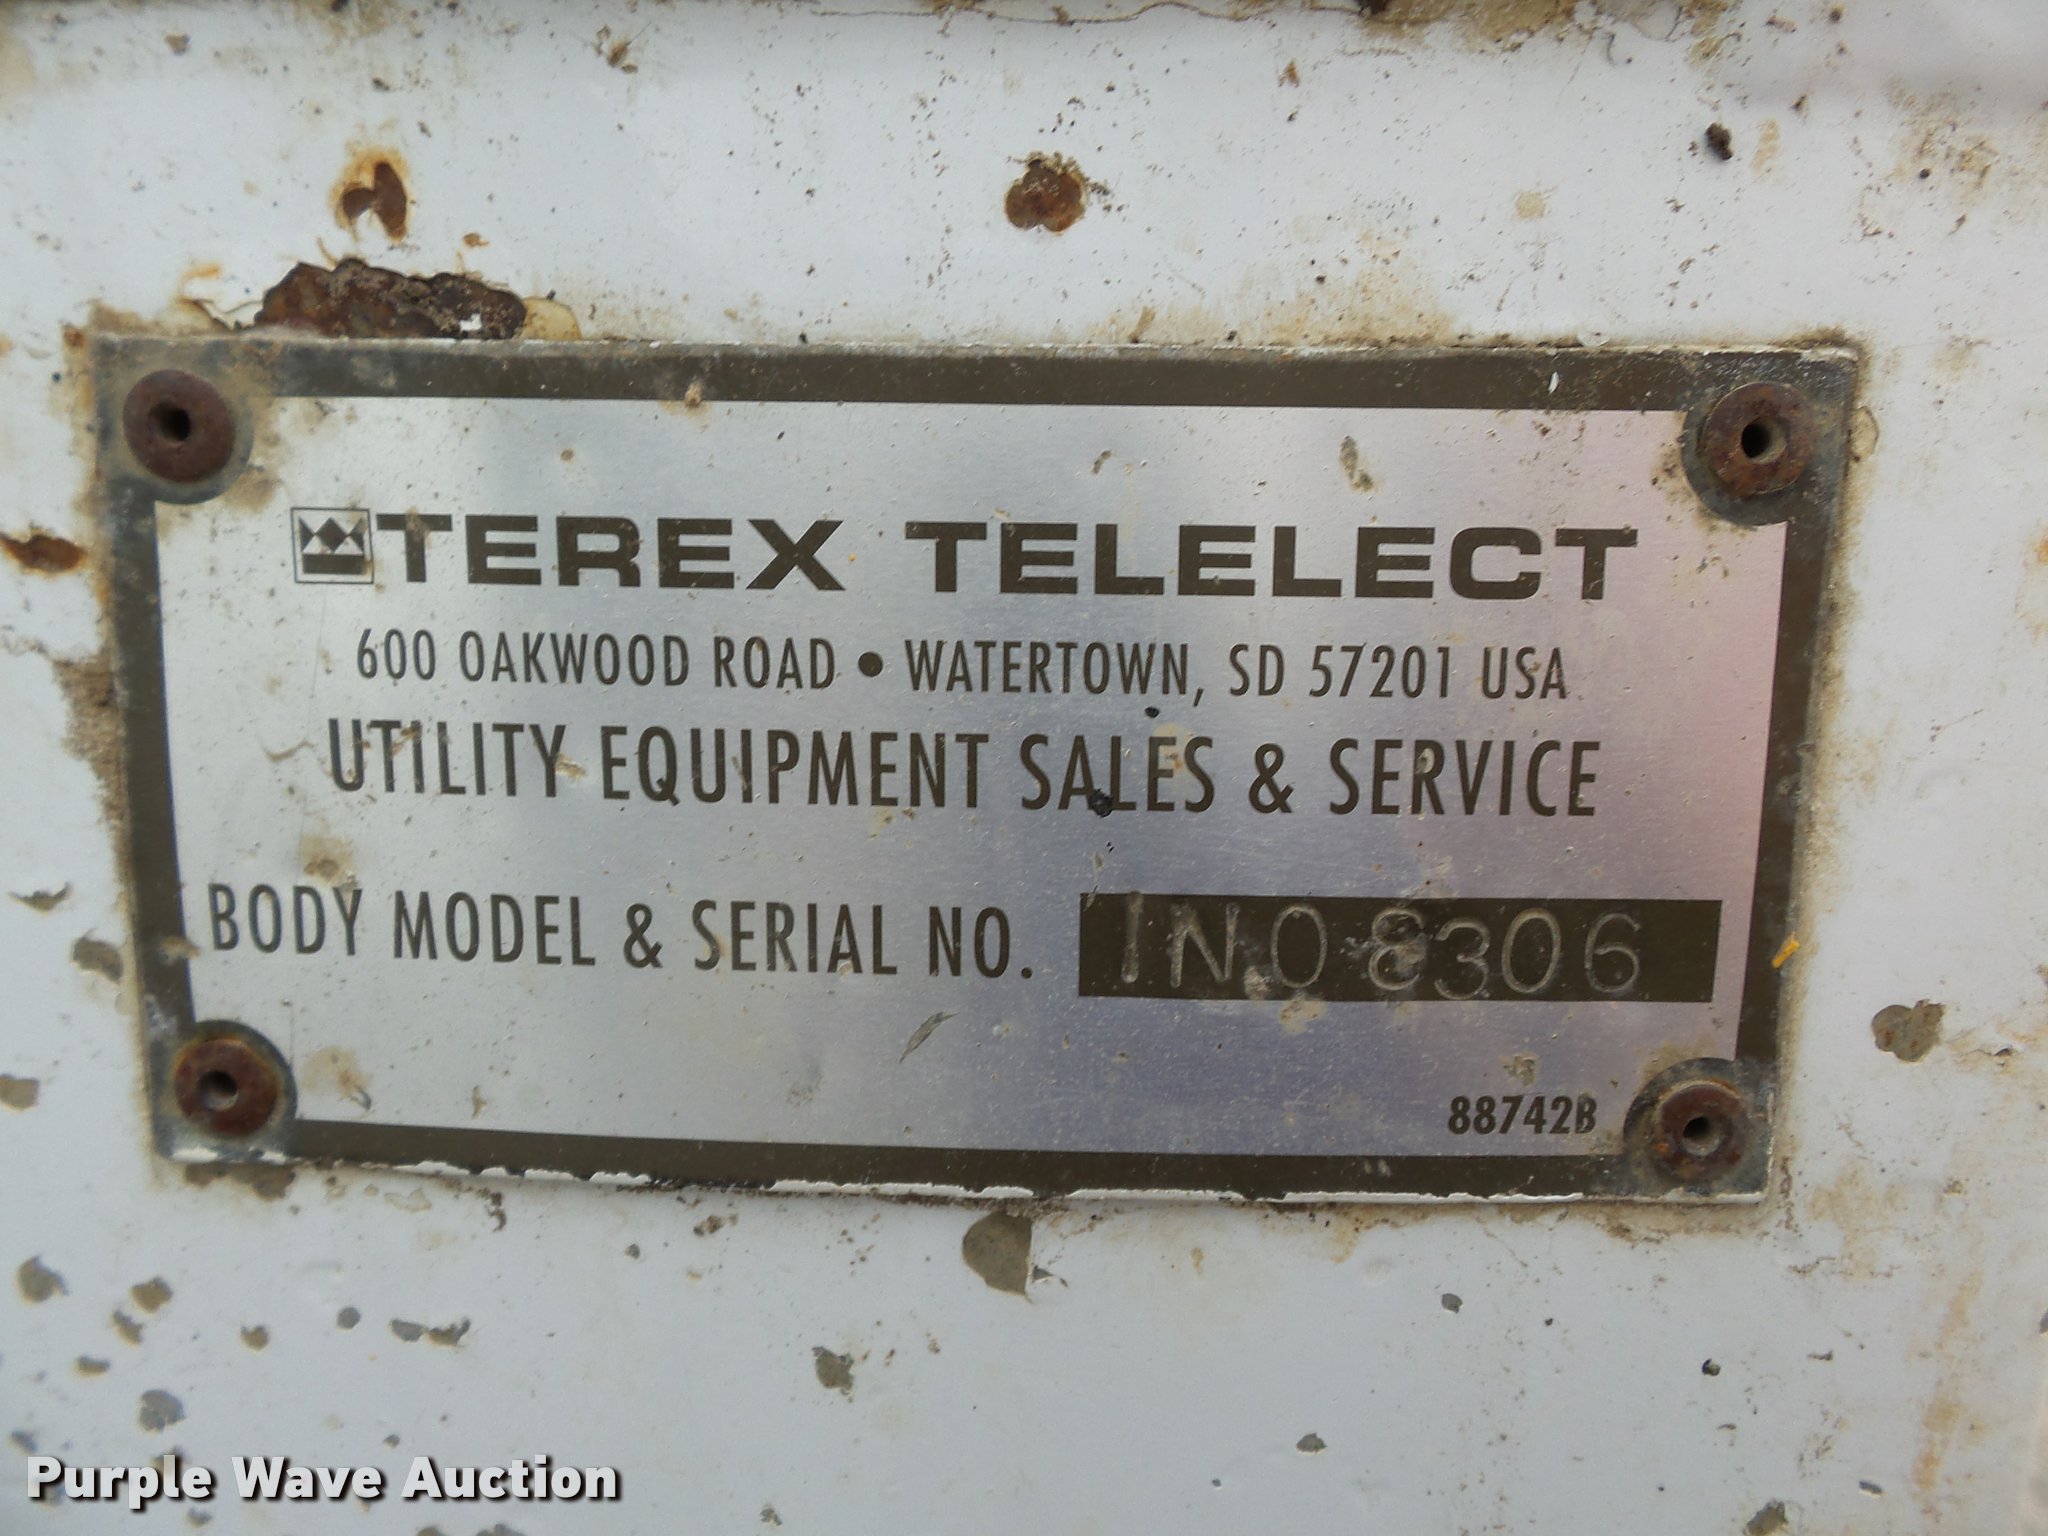 TEREX TELELECT
600 OAKWOOD ROAD • WATERTOWN, SD 57201 USA
UTILITY EQUIPMENT SALES & SERVICE
BODY MODEL & SERIAL NO. 1NO8306
88742B
Purple Wave Auction